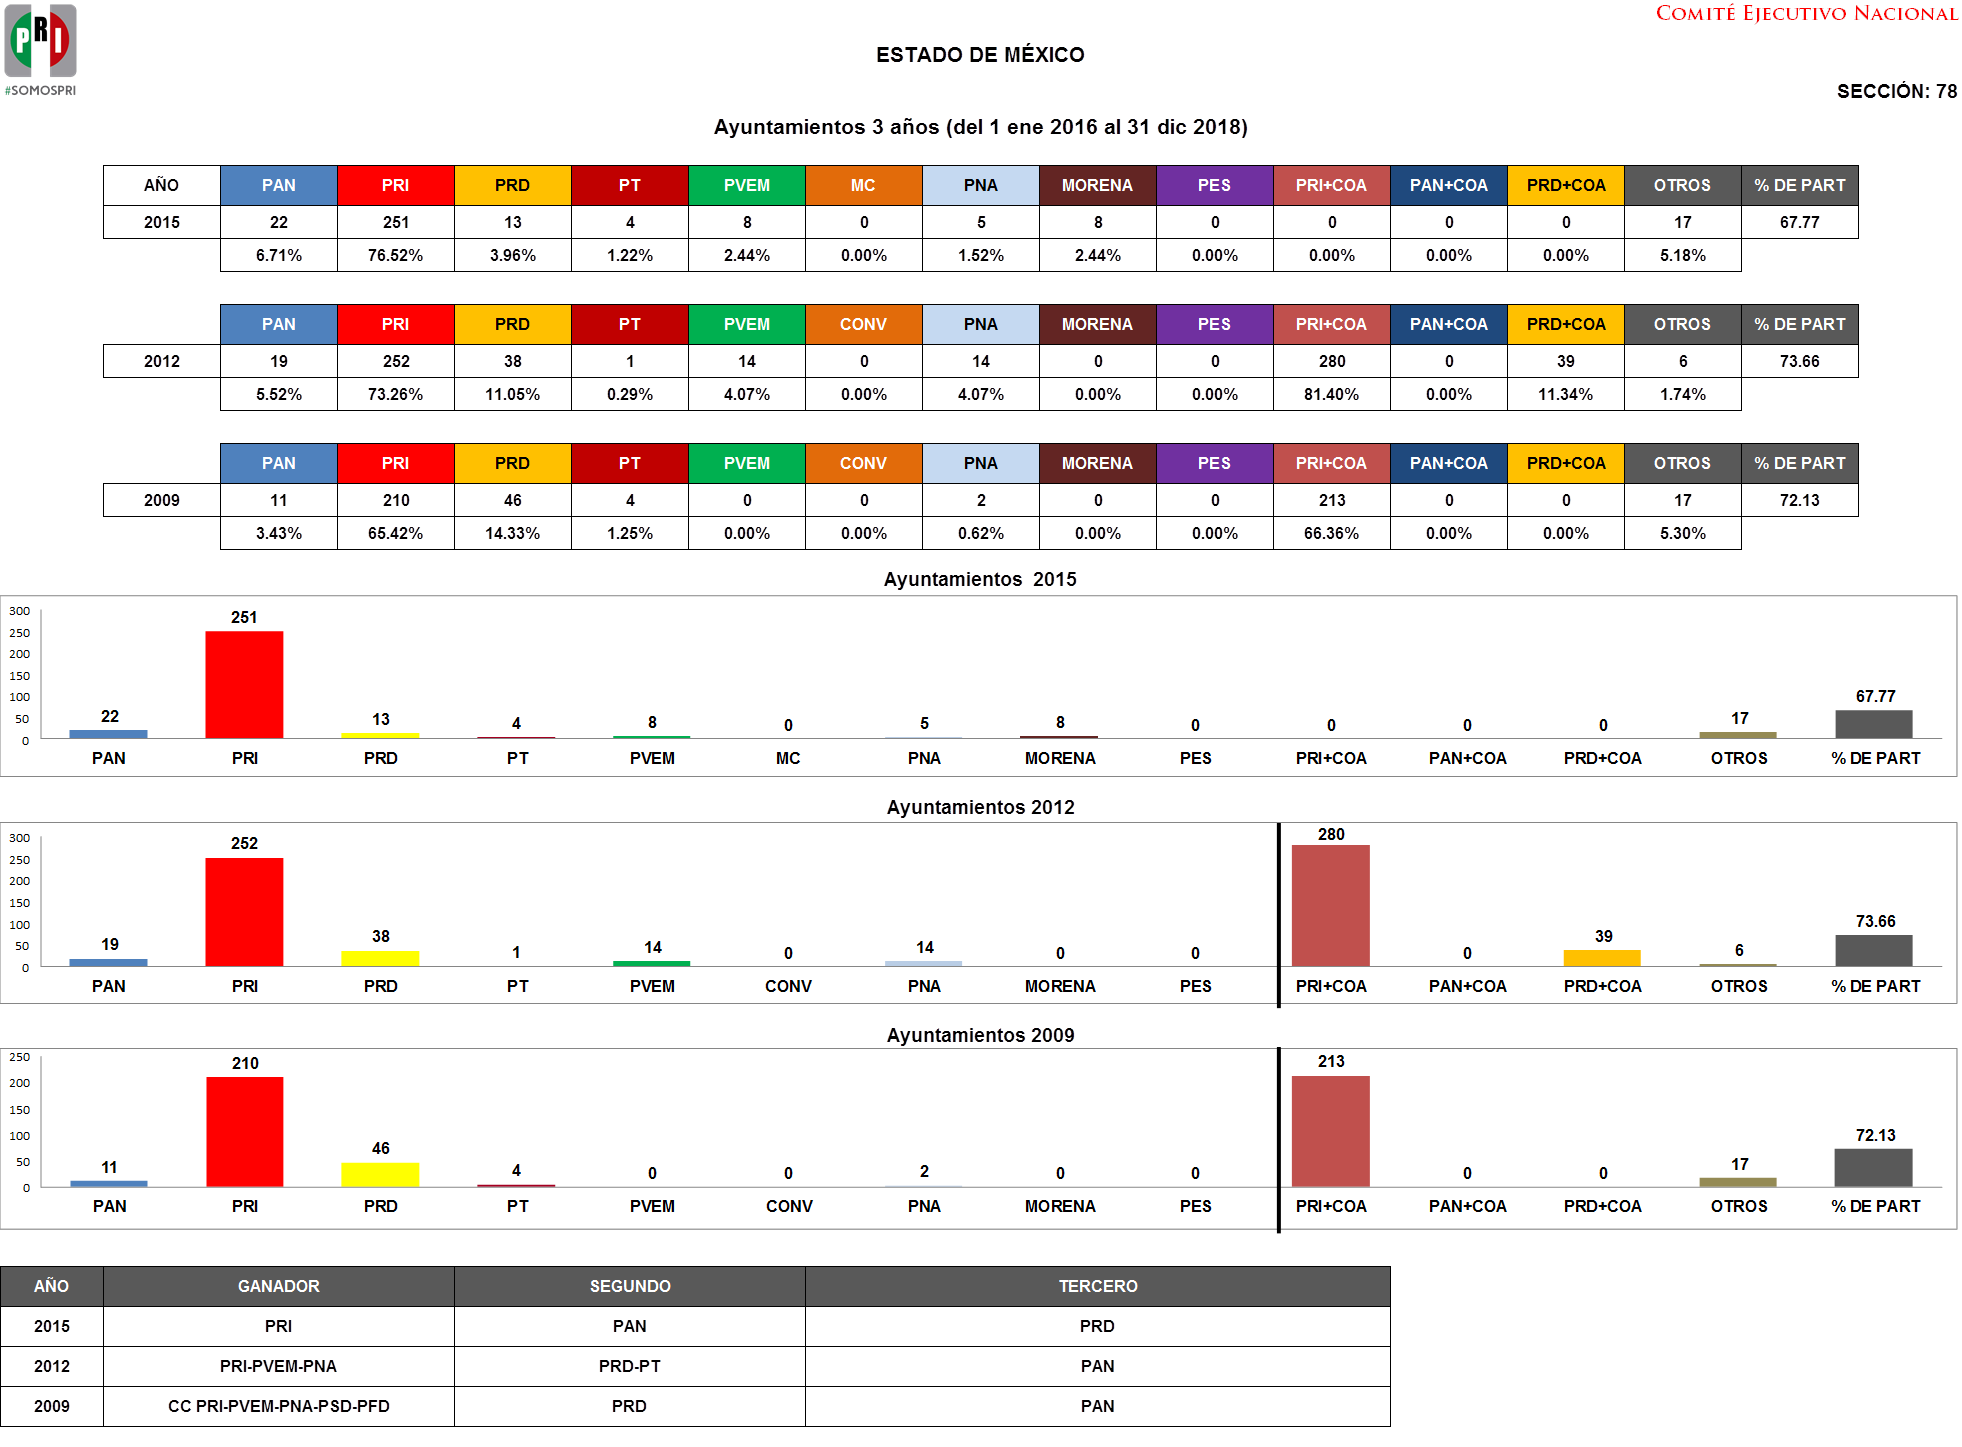 PRI
#SOMOSPRI
COMITÉ EJECUTIVO NACIONAL
ESTADO DE MÉXICO
SECCIÓN: 78
Ayuntamientos 3 años (del 1 ene 2016 al 31 dic 2018)
AÑO PAN PRI PRD PT PVEM MC PNA MORENA PES PRI+COA PAN+COA PRD+COA OTROS % DE PART
2015 22 251 13 4 8 0 5 8 0 0 0 0 17 67.77
6.71% 76.52% 3.96% 1.22% 2.44% 0.00% 1.52% 2.44% 0.00% 0.00% 0.00% 0.00% 5.18%
PAN PRI PRD PT PVEM CONV PNA MORENA PES PRI+COA PAN+COA PRD+COA OTROS % DE PART
2012 19 252 38 1 14 0 14 0 0 280 0 39 6 73.66
5.52% 73.26% 11.05% 0.29% 4.07% 0.00% 4.07% 0.00% 0.00% 81.40% 0.00% 11.34% 1.74%
PAN PRI PRD PT PVEM CONV PNA MORENA PES PRI+COA PAN+COA PRD+COA OTROS % DE PART
2009 11 210 46 4 0 0 2 0 0 213 0 0 17 72.13
3.43% 65.42% 14.33% 1.25% 0.00% 0.00% 0.62% 0.00% 0.00% 66.36% 0.00% 0.00% 5.30%
Ayuntamientos 2015
300
250
200
150
100
50
0
22 251 13 4 8 0 5 8 0 0 0 0 17 67.77
PAN PRI PRD PT PVEM MC PNA MORENA PES PRI+COA PAN+COA PRD+COA OTROS % DE PART
Ayuntamientos 2012
300
250
200
150
100
50
0
19 252 38 1 14 0 14 0 0 280 0 39 6 73.66
PAN PRI PRD PT PVEM CONV PNA MORENA PES PRI+COA PAN+COA PRD+COA OTROS % DE PART
Ayuntamientos 2009
250
200
150
100
50
0
11 210 46 4 0 0 2 0 0 213 0 0 17 72.13
PAN PRI PRD PT PVEM CONV PNA MORENA PES PRI+COA PAN+COA PRD+COA OTROS % DE PART
AÑO GANADOR SEGUNDO TERCERO
2015 PRI PAN PRD
2012 PRI-PVEM-PNA PRD-PT PAN
2009 CC PRI-PVEM-PNA-PSD-PFD PRD PAN